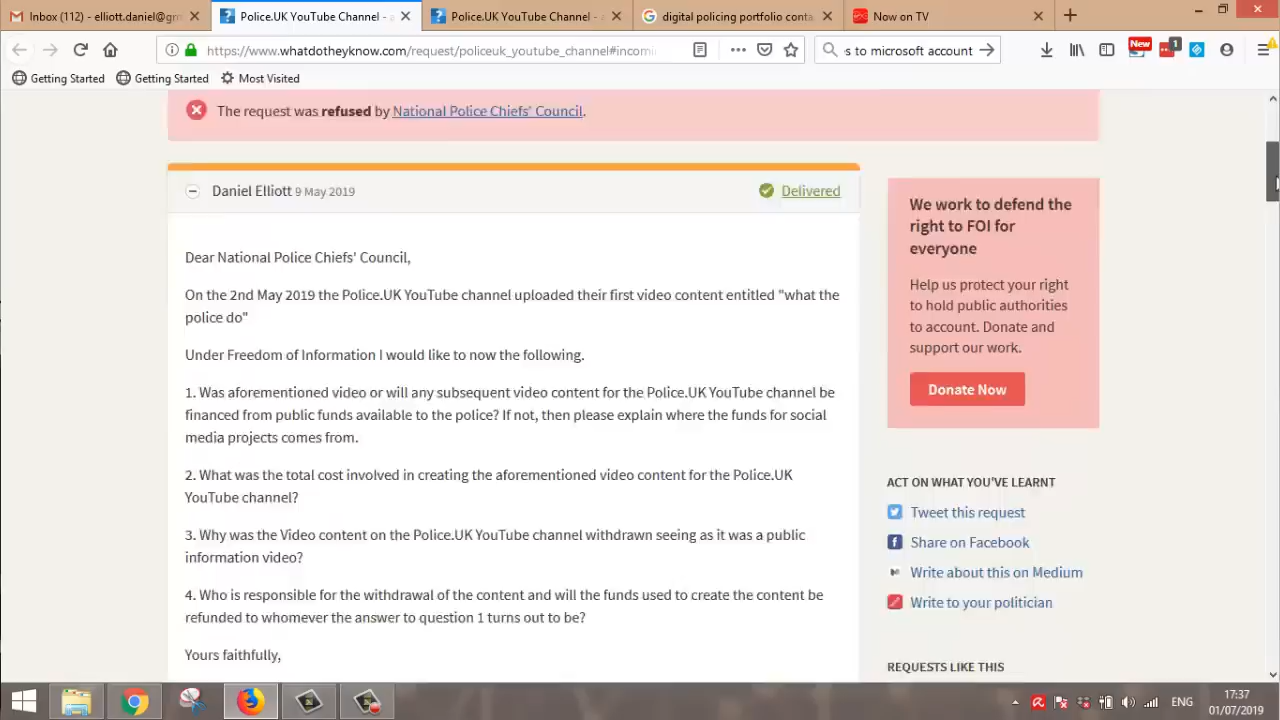 Inbox (112) - elliott.daniel@gm
Police.UK YouTube Channel -
Police.UK YouTube Channel -
digital policing portfolio conta
Now on TV
https://www.whatdotheyknow.com/request/policeuk_youtube_channel#incomi
s to microsoft account
New
1
Getting Started
Getting Started
Most Visited
The request was refused by National Police Chiefs' Council.
Daniel Elliott 9 May 2019
Delivered
Dear National Police Chiefs' Council,
On the 2nd May 2019 the Police.UK YouTube channel uploaded their first video content entitled "what the
police do"
Under Freedom of Information I would like to now the following.
1. Was aforementioned video or will any subsequent video content for the Police.UK YouTube channel be
financed from public funds available to the police? If not, then please explain where the funds for social
media projects comes from.
2. What was the total cost involved in creating the aforementioned video content for the Police.UK
YouTube channel?
3. Why was the Video content on the Police.UK YouTube channel withdrawn seeing as it was a public
information video?
4. Who is responsible for the withdrawal of the content and will the funds used to create the content be
refunded to whomever the answer to question 1 turns out to be?
Yours faithfully,
We work to defend the
right to FOI for
everyone
Help us protect your right
to hold public authorities
to account. Donate and
support our work.
Donate Now
ACT ON WHAT YOU'VE LEARNT
Tweet this request
Share on Facebook
Write about this on Medium
Write to your politician
REQUESTS LIKE THIS
ENG
17:37
01/07/2019